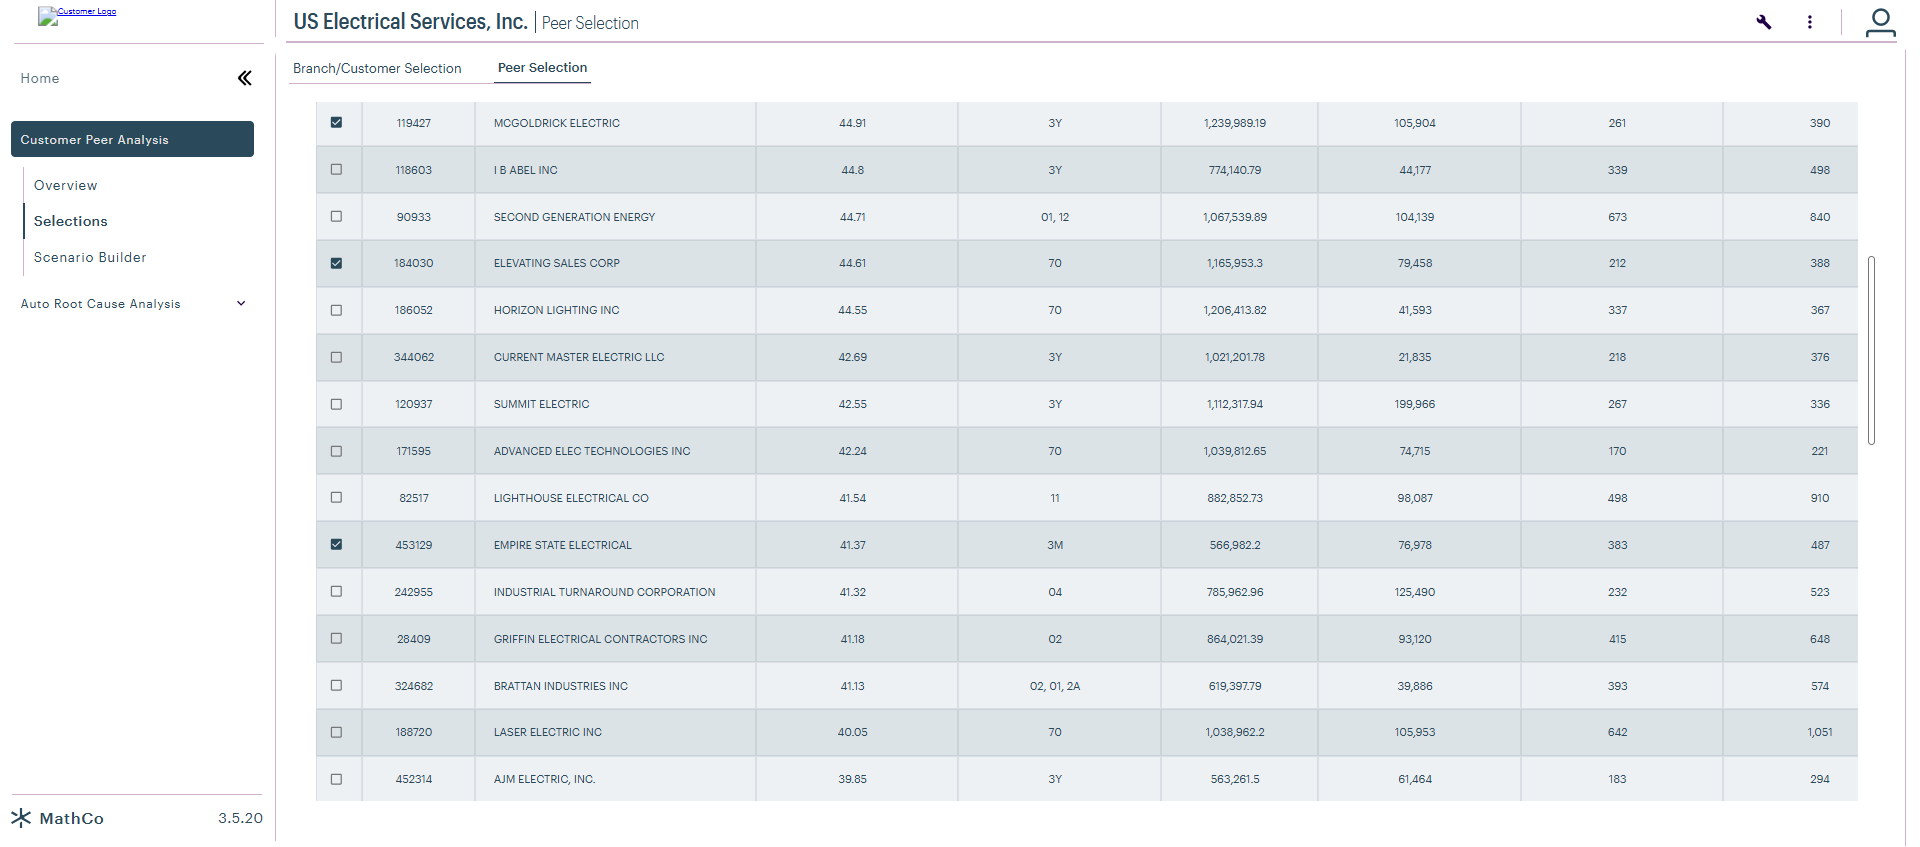 Customer Logo
US Electrical Services, Inc. | Peer Selection
Home
Branch/Customer Selection
Peer Selection
Customer Peer Analysis
Overview
Selections
Scenario Builder
Auto Root Cause Analysis
119427 MCGOLDRICK ELECTRIC 44.91 3Y 1,239,989.19 105,904 261 390
118603 I B ABEL INC 44.8 3Y 774,140.79 44,177 339 498
90933 SECOND GENERATION ENERGY 44.71 01, 12 1,067,539.89 104,139 673 840
184030 ELEVATING SALES CORP 44.61 70 1,165,953.3 79,458 212 388
186052 HORIZON LIGHTING INC 44.55 70 1,206,413.82 41,593 337 367
344062 CURRENT MASTER ELECTRIC LLC 42.69 3Y 1,021,201.78 21,835 218 376
120937 SUMMIT ELECTRIC 42.55 3Y 1,112,317.94 199,966 267 336
171595 ADVANCED ELEC TECHNOLOGIES INC 42.24 70 1,039,812.65 74,715 170 221
82517 LIGHTHOUSE ELECTRICAL CO 41.54 11 882,852.73 98,087 498 910
453129 EMPIRE STATE ELECTRICAL 41.37 3M 566,982.2 76,978 383 487
242955 INDUSTRIAL TURNAROUND CORPORATION 41.32 04 785,962.96 125,490 232 523
28409 GRIFFIN ELECTRICAL CONTRACTORS INC 41.18 02 864,021.39 93,120 415 648
324682 BRATTAN INDUSTRIES INC 41.13 02, 01, 2A 619,397.79 39,886 393 574
188720 LASER ELECTRIC INC 40.05 70 1,038,962.2 105,953 642 1,051
452314 AJM ELECTRIC, INC. 39.85 3Y 563,261.5 61,464 183 294
MathCo 3.5.20